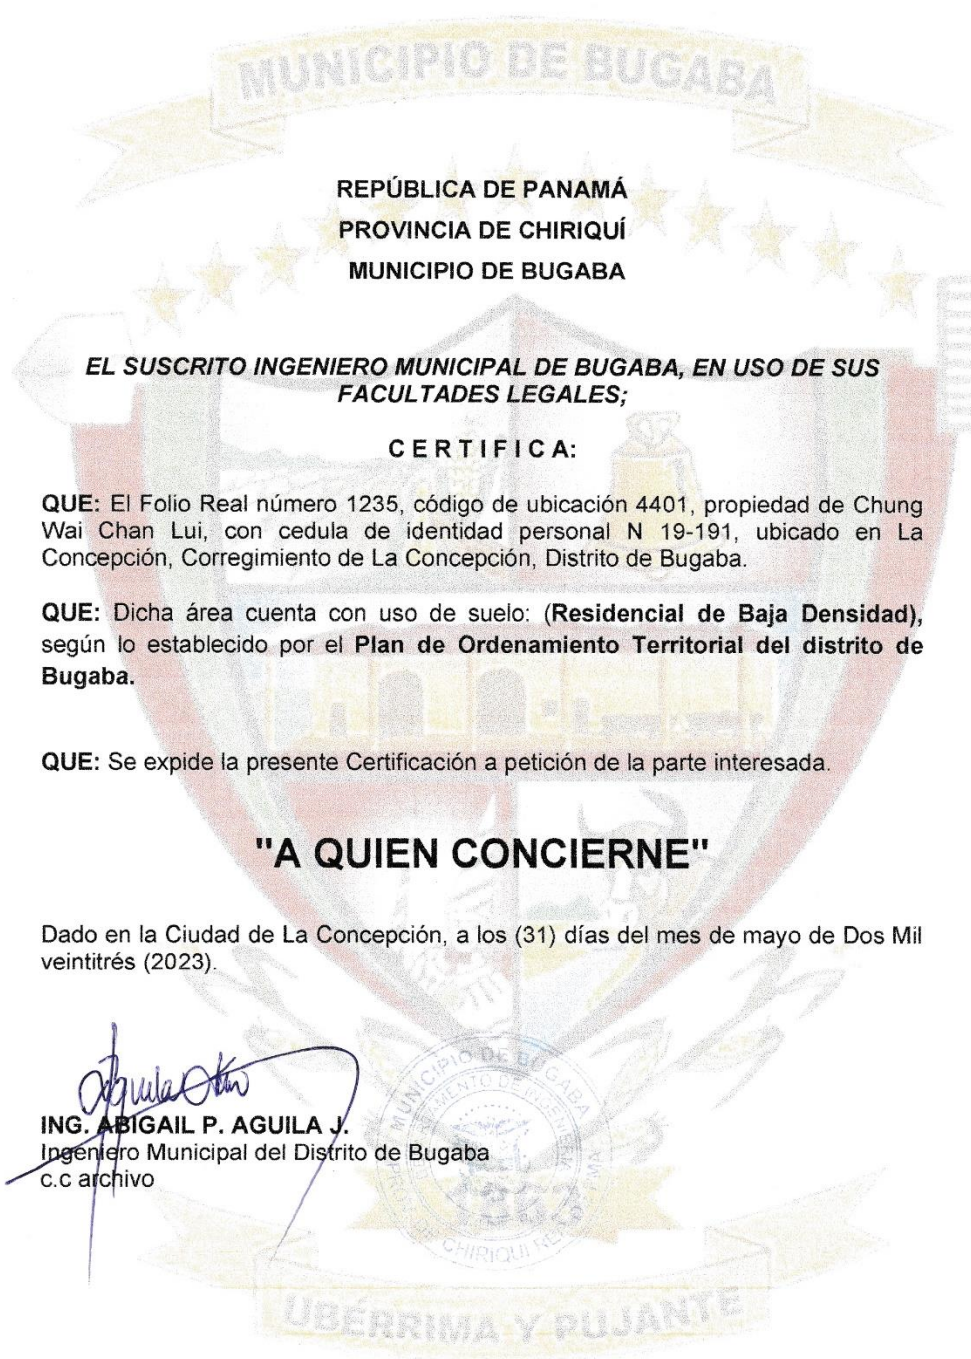 MUNICIPIO DE BUGABA
REPÚBLICA DE PANAMÁ
PROVINCIA DE CHIRIQUÍ
MUNICIPIO DE BUGABA
EL SUSCRITO INGENIERO MUNICIPAL DE BUGABA, EN USO DE SUS
FACULTADES LEGALES;
C E R T I F I C A:
QUE: El Folio Real número 1235, código de ubicación 4401, propiedad de Chung
Wai Chan Lui, con cedula de identidad personal N 19-191, ubicado en La
Concepción, Corregimiento de La Concepción, Distrito de Bugaba.
QUE: Dicha área cuenta con uso de suelo: (Residencial de Baja Densidad),
según lo establecido por el Plan de Ordenamiento Territorial del distrito de
Bugaba.
QUE: Se expide la presente Certificación a petición de la parte interesada.
"A QUIEN CONCIERNE"
Dado en la Ciudad de La Concepción, a los (31) días del mes de mayo de Dos Mil
veintitrés (2023).
ING. ABIGAIL P. AGUILA J.
Ingeniero Municipal del Distrito de Bugaba
c.c archivo
MUNICIPIO DE BUGABA
CHIRIQUI
UBÉRRIMA Y PUJANTE